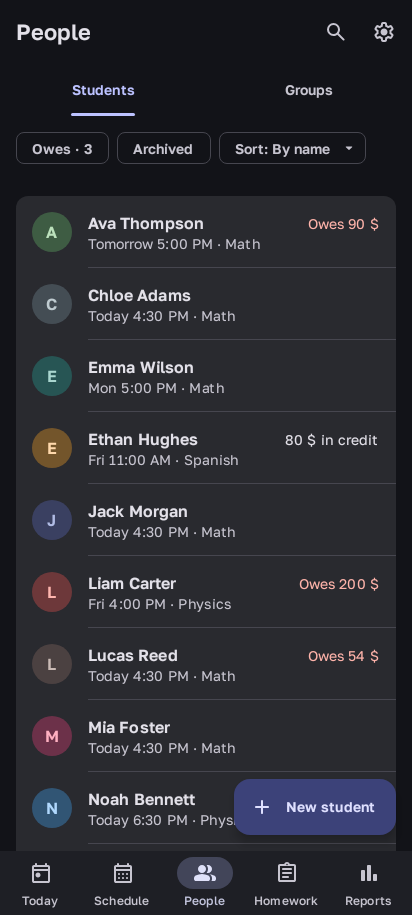 People
Students
Groups
Owes · 3
Archived
Sort: By name
A
Ava Thompson
Owes 90 $
Tomorrow 5:00 PM · Math
C
Chloe Adams
Today 4:30 PM · Math
E
Emma Wilson
Mon 5:00 PM · Math
E
Ethan Hughes
80 $ in credit
Fri 11:00 AM · Spanish
J
Jack Morgan
Today 4:30 PM · Math
L
Liam Carter
Owes 200 $
Fri 4:00 PM · Physics
L
Lucas Reed
Owes 54 $
Today 4:30 PM · Math
M
Mia Foster
Today 4:30 PM · Math
N
Noah Bennett
Today 6:30 PM ·
New student
Today
Schedule
People
Homework
Reports